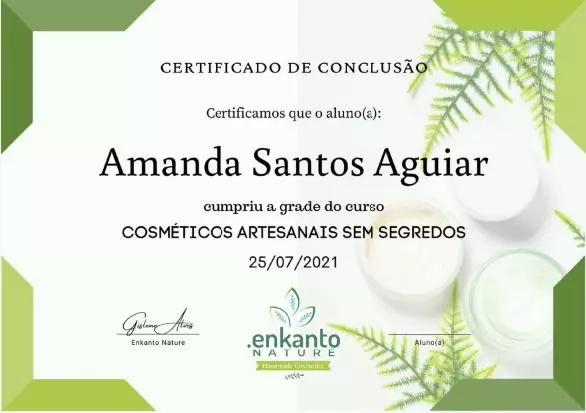 CERTIFICADO DE CONCLUSÃO
Certificamos que o aluno(a):
Amanda Santos Aguiar
cumpriu a grade do curso
COSMÉTICOS ARTESANAIS SEM SEGREDOS
25/07/2021
Gislene Alves
Enkanto Nature
.enkanto
NATURE
Handmade Cosmetics
Aluno(a)